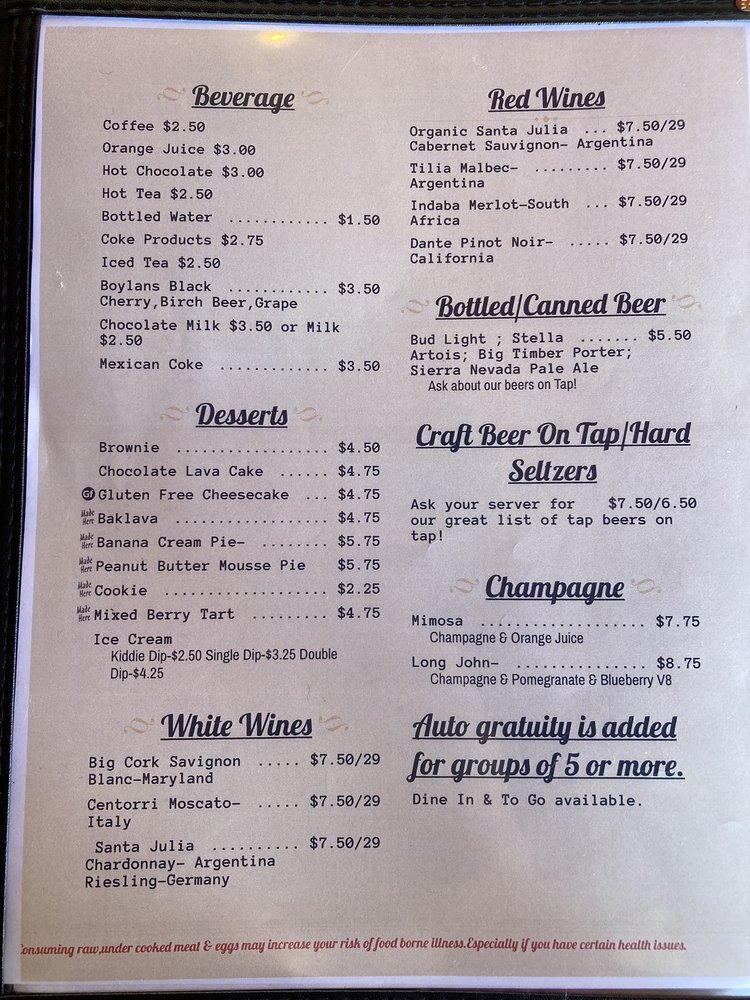 Beverage
Coffee $2.50
Orange Juice $3.00
Hot Chocolate $3.00
Hot Tea $2.50
Bottled Water ............ $1.50
Coke Products $2.75
Iced Tea $2.50
Boylans Black ............ $3.50
Cherry,Birch Beer,Grape
Chocolate Milk $3.50 or Milk
$2.50
Mexican Coke ............. $3.50
Desserts
Brownie .................. $4.50
Chocolate Lava Cake ...... $4.75
Gf Gluten Free Cheesecake ... $4.75
Made Here Baklava .................. $4.75
Made Here Banana Cream Pie- ........ $5.75
Made Here Peanut Butter Mousse Pie $5.75
Made Here Cookie ................... $2.25
Made Here Mixed Berry Tart ......... $4.75
Ice Cream
Kiddie Dip-$2.50 Single Dip-$3.25 Double
Dip-$4.25
White Wines
Big Cork Savignon ..... $7.50/29
Blanc-Maryland
Centorri Moscato- ..... $7.50/29
Italy
Santa Julia .......... $7.50/29
Chardonnay- Argentina
Riesling-Germany
Red Wines
Organic Santa Julia ... $7.50/29
Cabernet Sauvignon- Argentina
Tilia Malbec- ......... $7.50/29
Argentina
Indaba Merlot-South ... $7.50/29
Africa
Dante Pinot Noir- ..... $7.50/29
California
Bottled/Canned Beer
Bud Light ; Stella ....... $5.50
Artois; Big Timber Porter;
Sierra Nevada Pale Ale
Ask about our beers on Tap!
Craft Beer On Tap/Hard
Seltzers
Ask your server for $7.50/6.50
our great list of tap beers on
tap!
Champagne
Mimosa ................... $7.75
Champagne & Orange Juice
Long John- ............... $8.75
Champagne & Pomegranate & Blueberry V8
Auto gratuity is added
for groups of 5 or more.
Dine In & To Go available.
Consuming raw,under cooked meat & eggs may increase your risk of food borne illness.Especially if you have certain health issues.